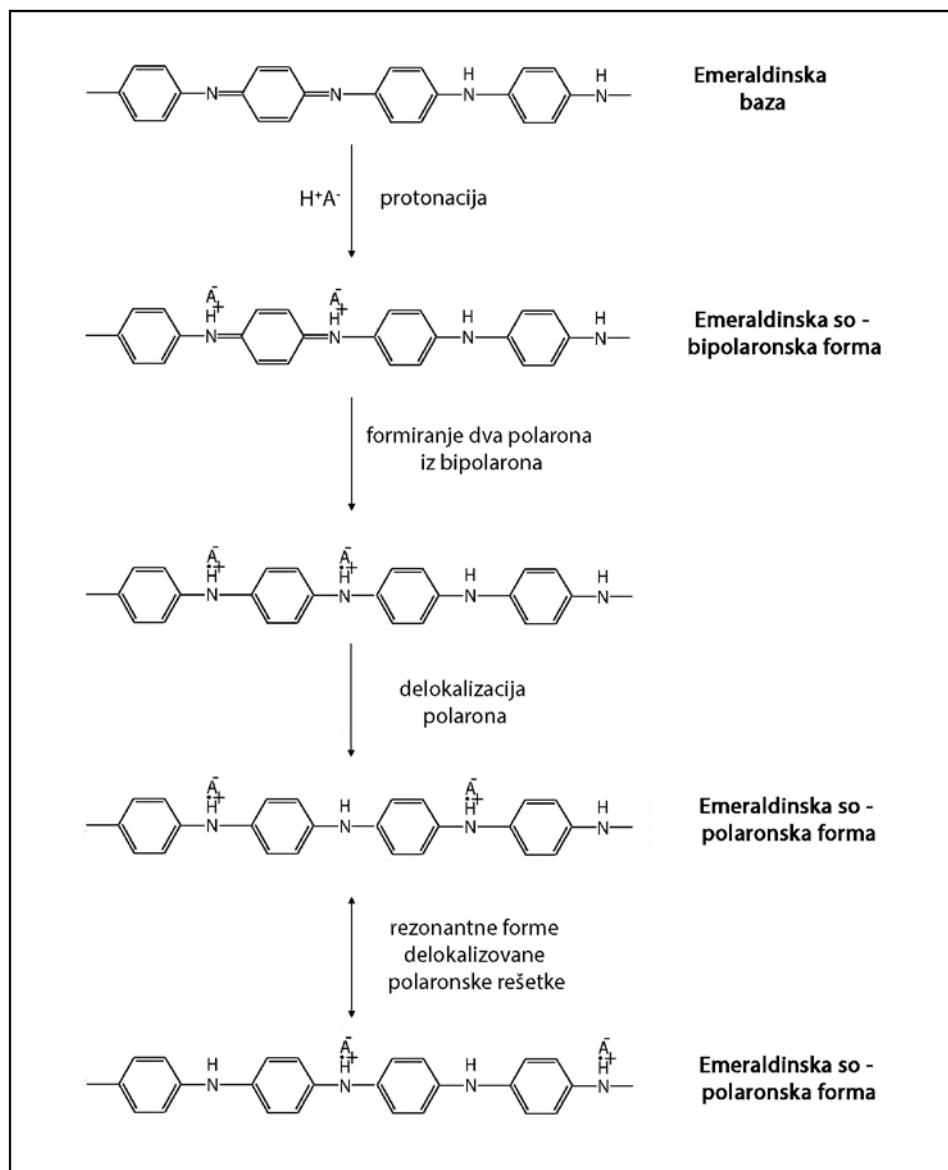 H
H
N
N
N
N
Emeraldinska
baza
H⁺A⁻
protonacija
A⁻
H⁺
A⁻
H⁺
H
H
N
N
N
N
Emeraldinska so -
bipolaronska forma
formiranje dva polarona
iz bipolarona
A⁻
H•+
A⁻
H•+
H
H
N
N
N
N
delokalizacija
polarona
A⁻
H•+
H
A⁻
H•+
H
N
N
N
N
Emeraldinska so -
polaronska forma
rezonantne forme
delokalizovane
polaronske rešetke
H
A⁻
H•+
H
A⁻
H•+
N
N
N
N
Emeraldinska so -
polaronska forma